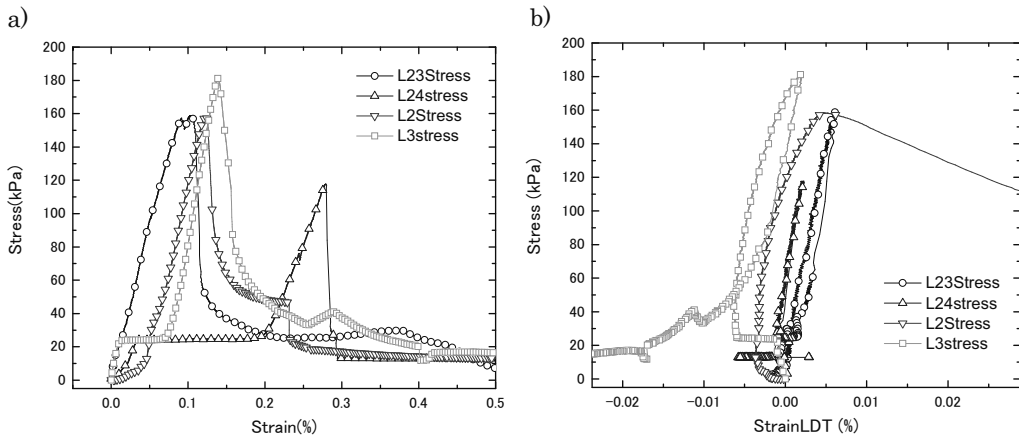 a)
200
180
160
140
120
100
80
60
40
20
0
Stress(kPa)
0.0 0.1 0.2 0.3 0.4 0.5
Strain(%)
L23Stress
L24stress
L2Stress
L3stress
b)
200
180
160
140
120
100
80
60
40
20
0
Stress (kPa)
-0.02 -0.01 0.00 0.01 0.02
StrainLDT (%)
L23Stress
L24stress
L2Stress
L3stress